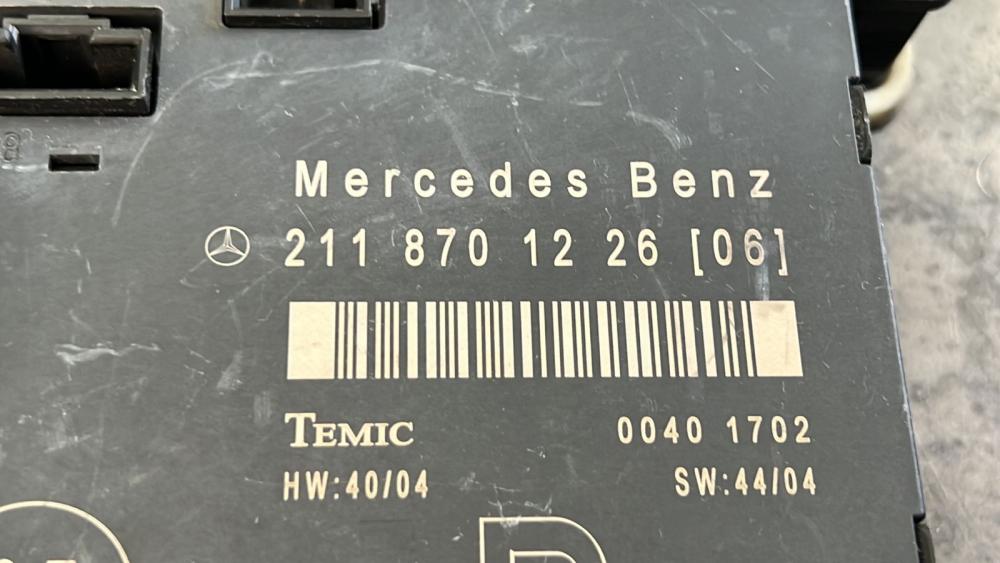 Mercedes Benz
211 870 12 26 [06]
TEMIC
0040 1702
HW:40/04
SW:44/04